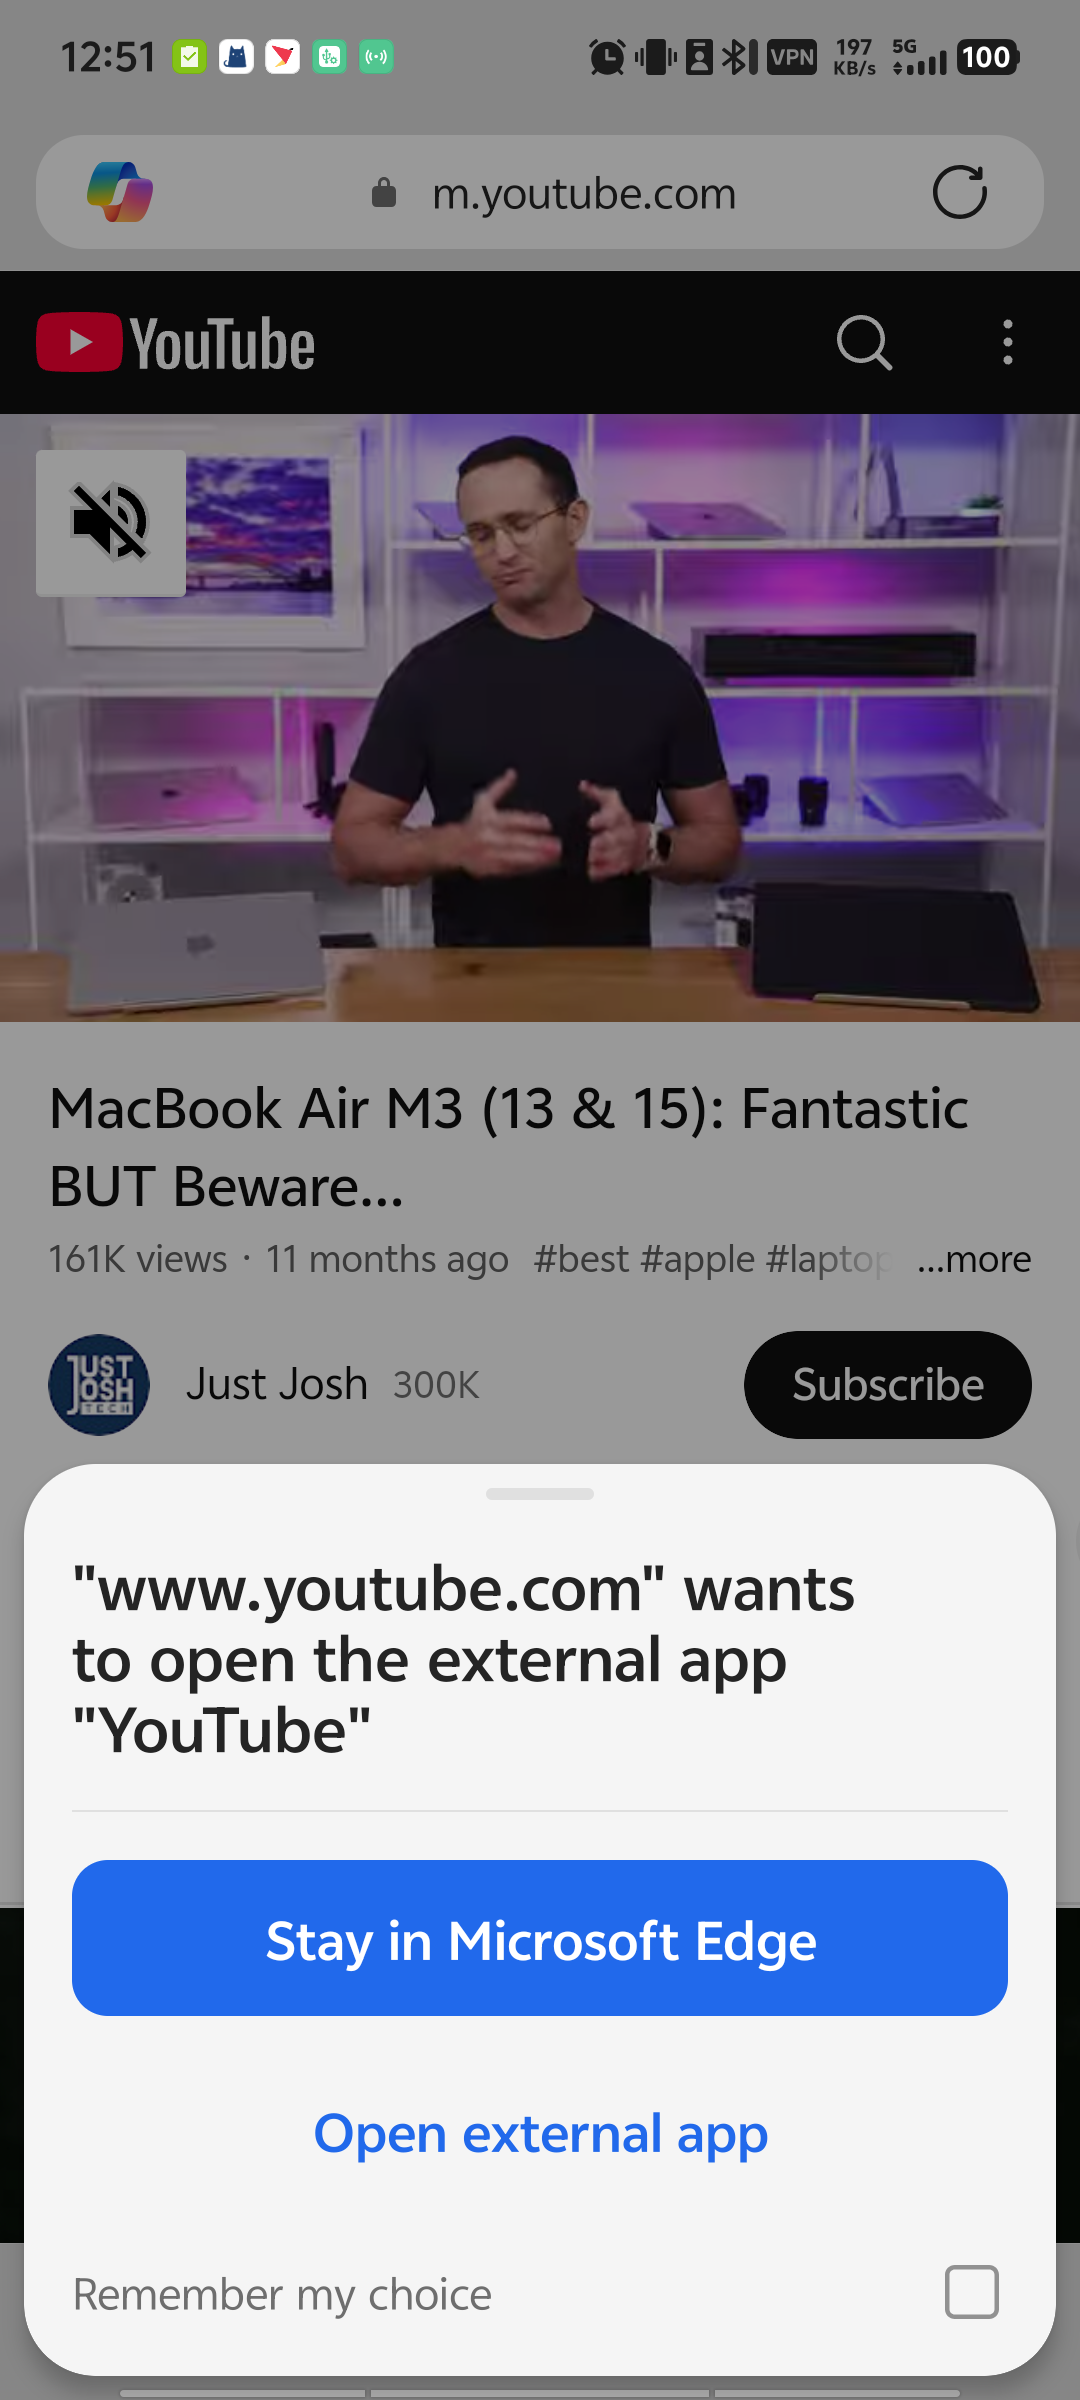 12:51
VPN
197
KB/s
5G
100
m.youtube.com
YouTube
MacBook Air M3 (13 & 15): Fantastic
BUT Beware...
161K views · 11 months ago #best #apple #laptop ...more
JUST
JOSH
TECH
Just Josh 300K
Subscribe
"www.youtube.com" wants
to open the external app
"YouTube"
Stay in Microsoft Edge
Open external app
Remember my choice